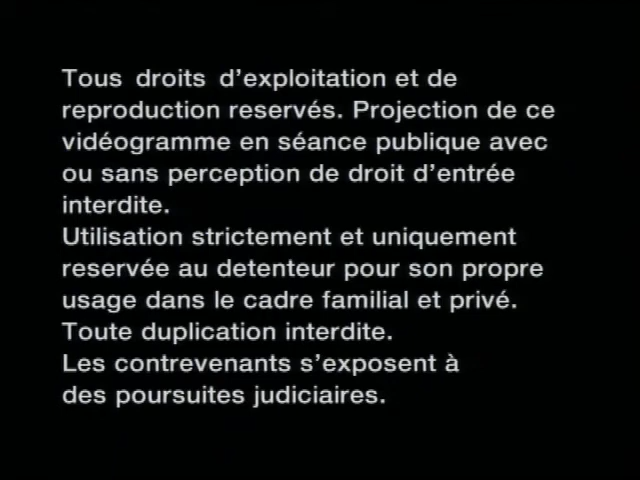 Tous droits d'exploitation et de
reproduction reservés. Projection de ce
vidéogramme en séance publique avec
ou sans perception de droit d'entrée
interdite.
Utilisation strictement et uniquement
reservée au detenteur pour son propre
usage dans le cadre familial et privé.
Toute duplication interdite.
Les contrevenants s'exposent à
des poursuites judiciaires.